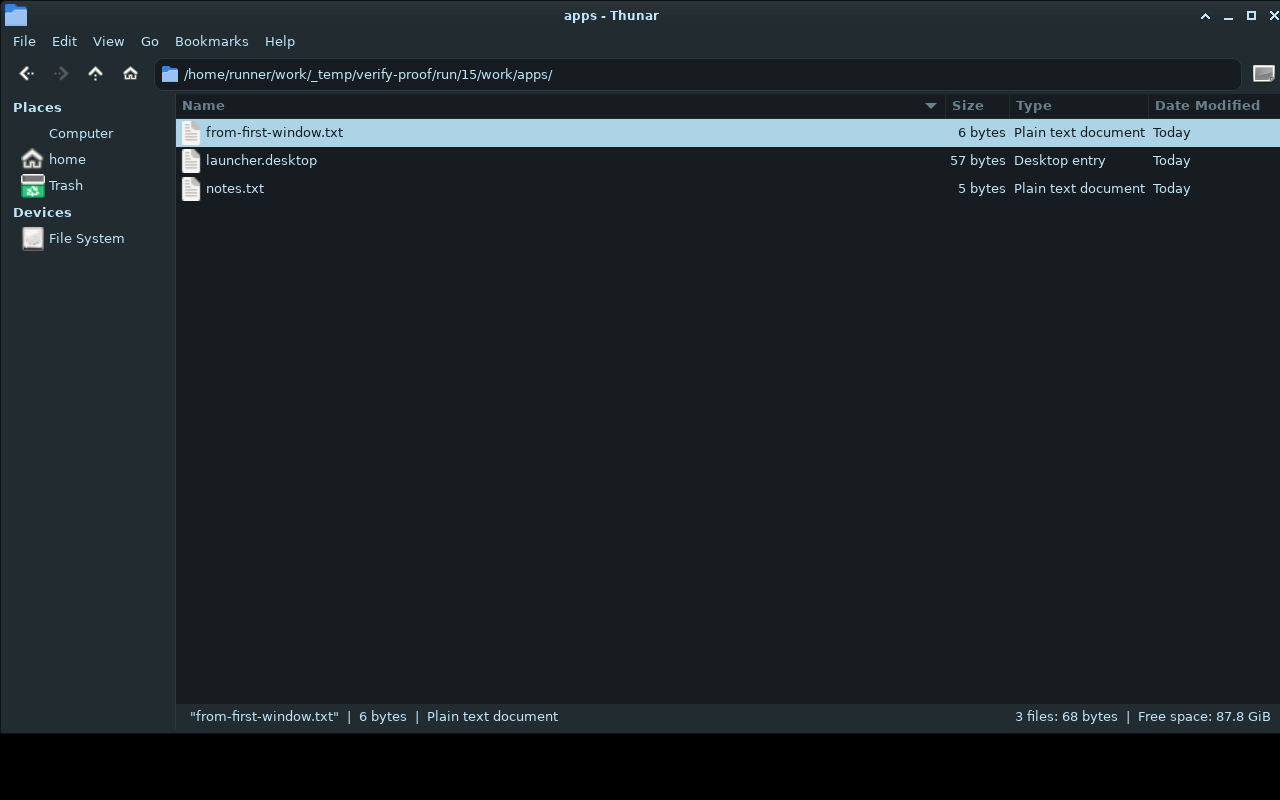 apps - Thunar
File Edit View Go Bookmarks Help
/home/runner/work/_temp/verify-proof/run/15/work/apps/
Places
Computer
home
Trash
Devices
File System
Name Size Type Date Modified
from-first-window.txt 6 bytes Plain text document Today
launcher.desktop 57 bytes Desktop entry Today
notes.txt 5 bytes Plain text document Today
"from-first-window.txt" | 6 bytes | Plain text document 3 files: 68 bytes | Free space: 87.8 GiB